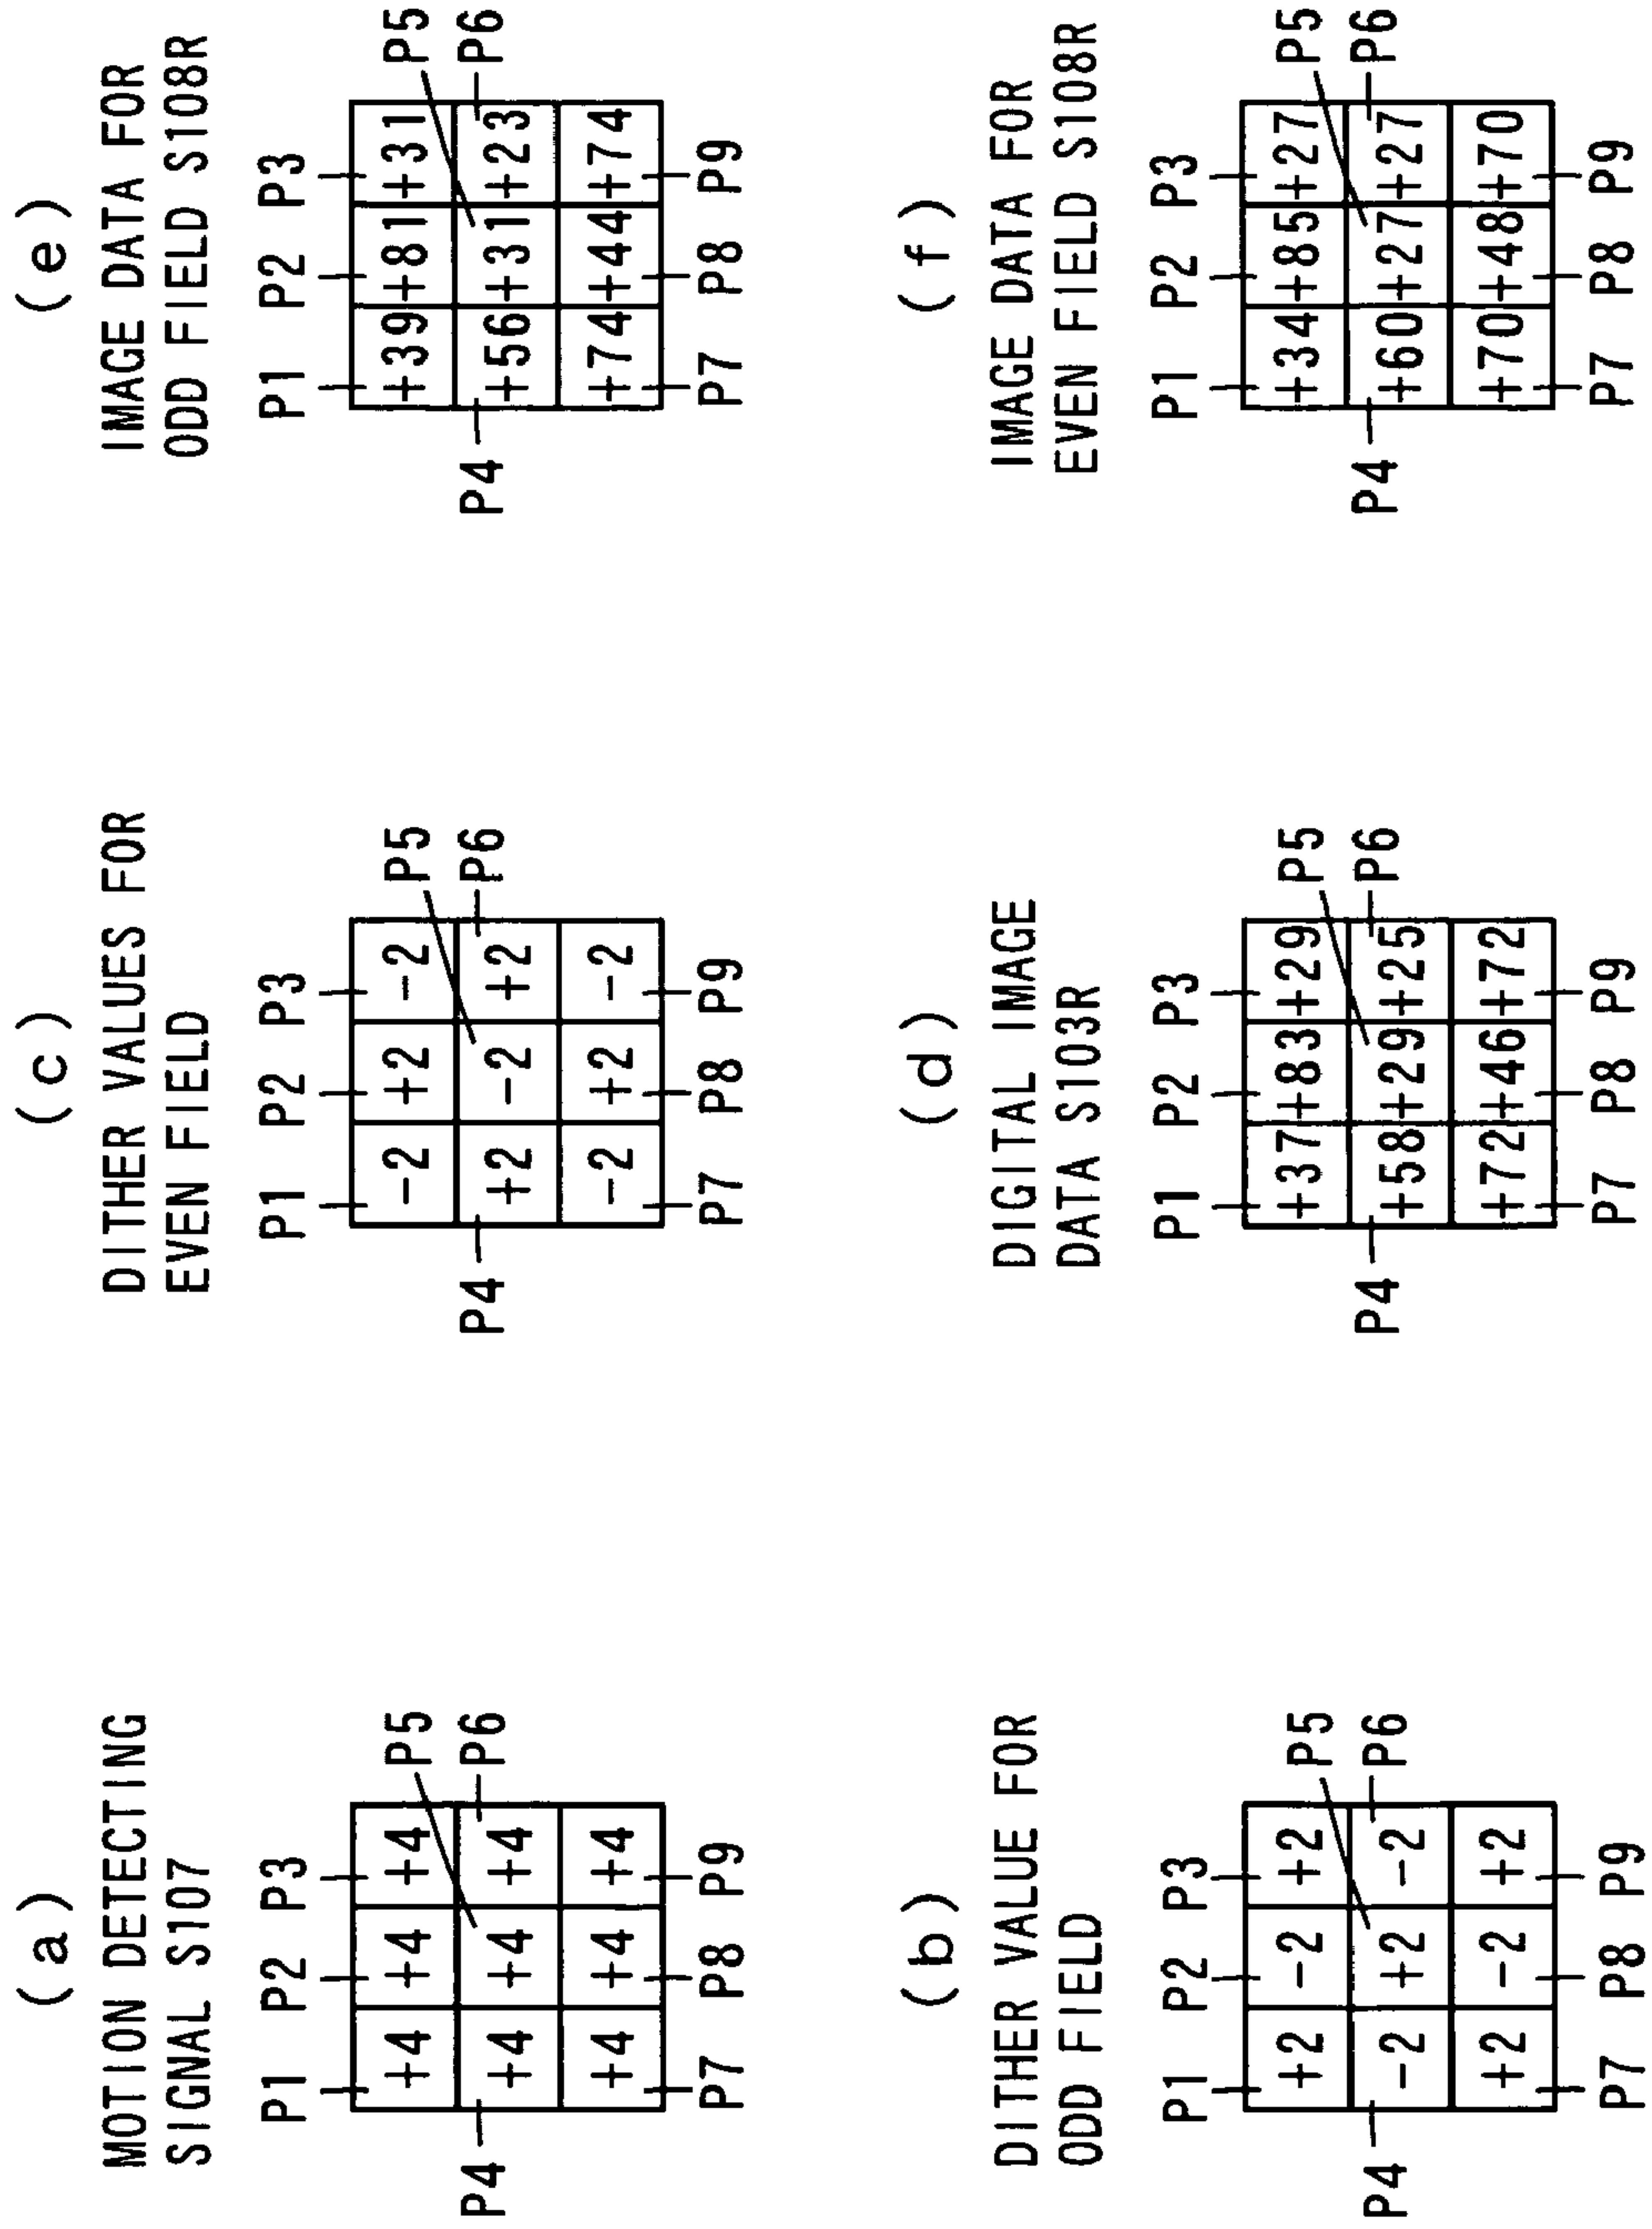 (a)
MOTION DETECTING
SIGNAL S107
P1 P2 P3
+4 +4 +4 P5
P4 +4 +4 +4 P6
+4 +4 +4
P7 P8 P9
(b)
DITHER VALUE FOR
ODD FIELD
P1 P2 P3
+2 -2 +2 P5
P4 -2 +2 -2 P6
+2 -2 +2
P7 P8 P9
(c)
DITHER VALUES FOR
EVEN FIELD
P1 P2 P3
-2 +2 -2 P5
P4 +2 -2 +2 P6
-2 +2 -2
P7 P8 P9
(d)
DIGITAL IMAGE
DATA S103R
P1 P2 P3
+37 +83 +29 P5
P4 +58 +29 +25 P6
+72 +46 +72
P7 P8 P9
(e)
IMAGE DATA FOR
ODD FIELD S108R
P1 P2 P3
+39 +81 +31 P5
P4 +56 +31 +23 P6
+74 +44 +74
P7 P8 P9
(f)
IMAGE DATA FOR
EVEN FIELD S108R
P1 P2 P3
+34 +85 +27 P5
P4 +60 +27 +27 P6
+70 +48 +70
P7 P8 P9